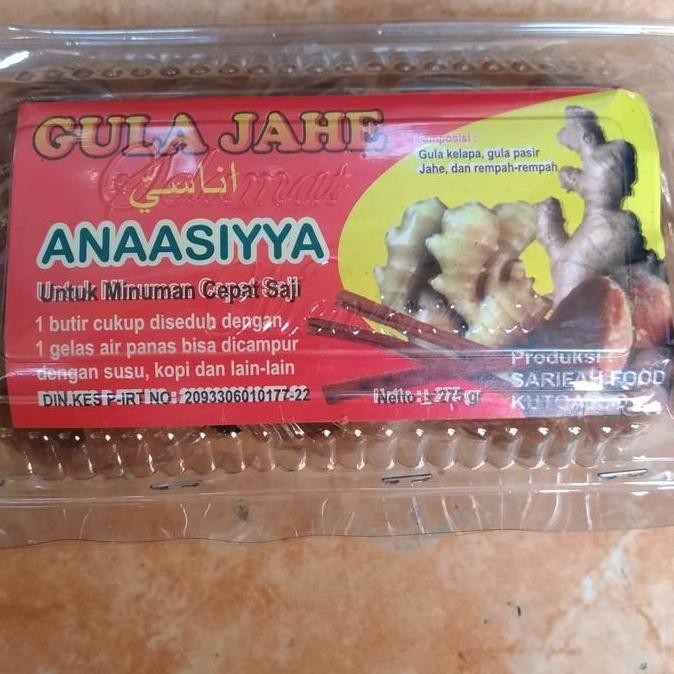 GULA JAHE
اناسيّ
ANAASIYYA
Untuk Minuman Cepat Saji
1 butir cukup diseduh dengan
1 gelas air panas bisa dicampur
dengan susu, kopi dan lain-lain
DIN.KES P-IRT NO : 2093306010177-22
Netto : ± 275 gr
Komposisi :
Gula kelapa, gula pasir
Jahe, dan rempah-rempah
Produksi :
SARIFAH FOOD